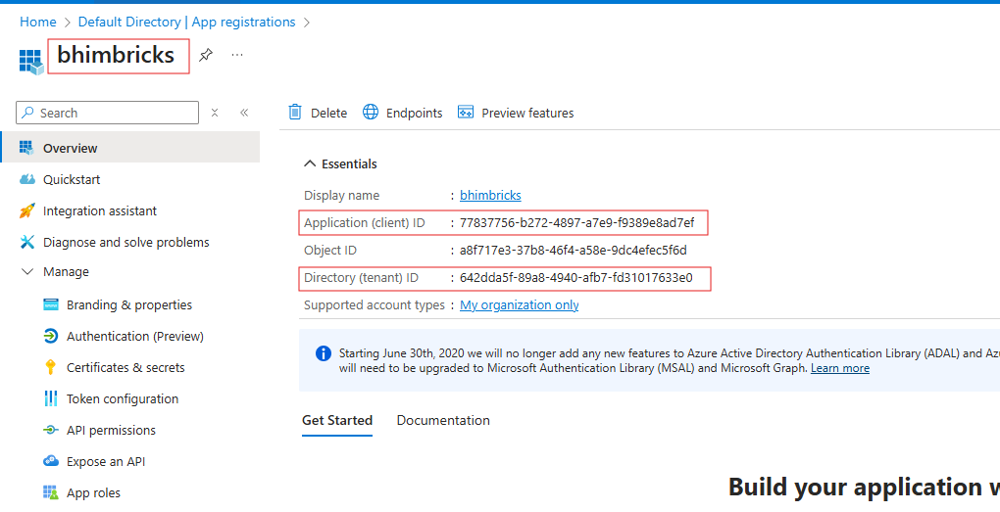 Home > Default Directory | App registrations >
bhimbricks
Search
Delete Endpoints Preview features
Overview
Quickstart
Integration assistant
Diagnose and solve problems
Manage
Branding & properties
Authentication (Preview)
Certificates & secrets
Token configuration
API permissions
Expose an API
App roles
Essentials
Display name : bhimbricks
Application (client) ID : 77837756-b272-4897-a7e9-f9389e8ad7ef
Object ID : a8f717e3-37b8-46f4-a58e-9dc4efec5f6d
Directory (tenant) ID : 642dda5f-89a8-4940-afb7-fd31017633e0
Supported account types : My organization only
Starting June 30th, 2020 we will no longer add any new features to Azure Active Directory Authentication Library (ADAL) and Az
will need to be upgraded to Microsoft Authentication Library (MSAL) and Microsoft Graph. Learn more
Get Started Documentation
Build your application w